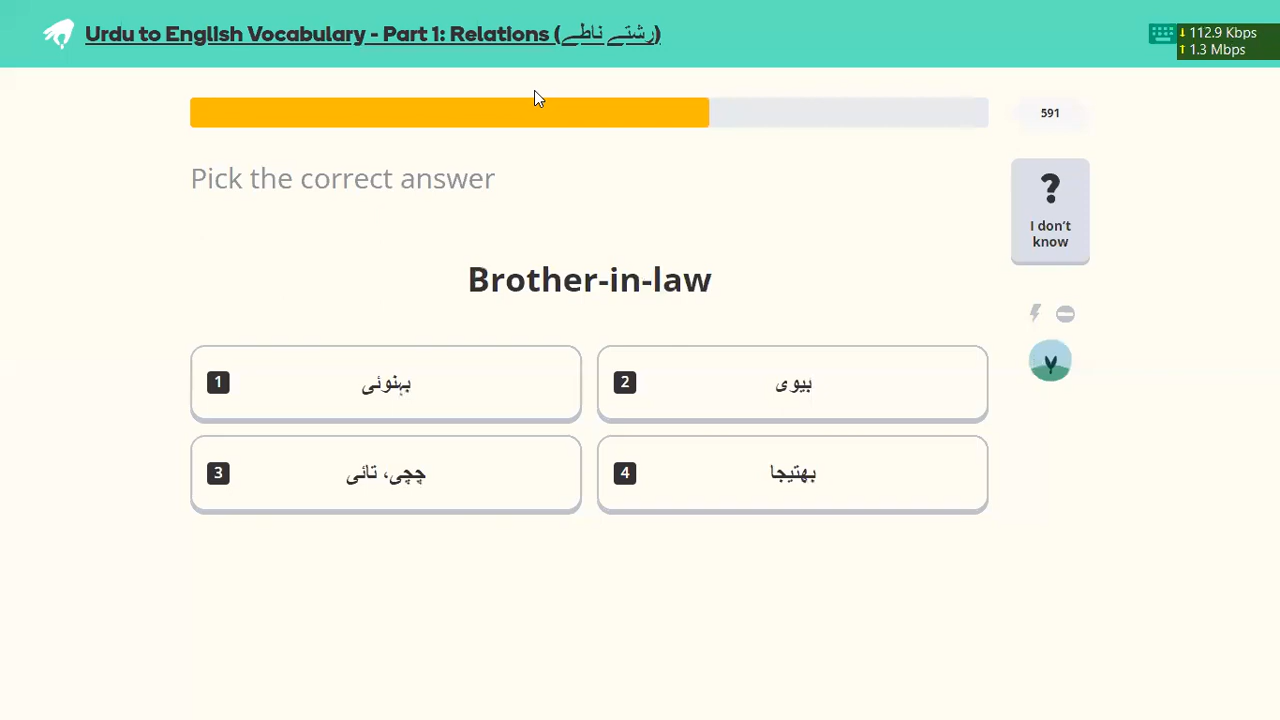 Urdu to English Vocabulary - Part 1: Relations (رشتے ناطے)
112.9 Kbps
1.3 Mbps
591
Pick the correct answer
?
I don't
know
Brother-in-law
1 بہنوئی
2 بیوی
3 چچی، تائی
4 بھتیجا